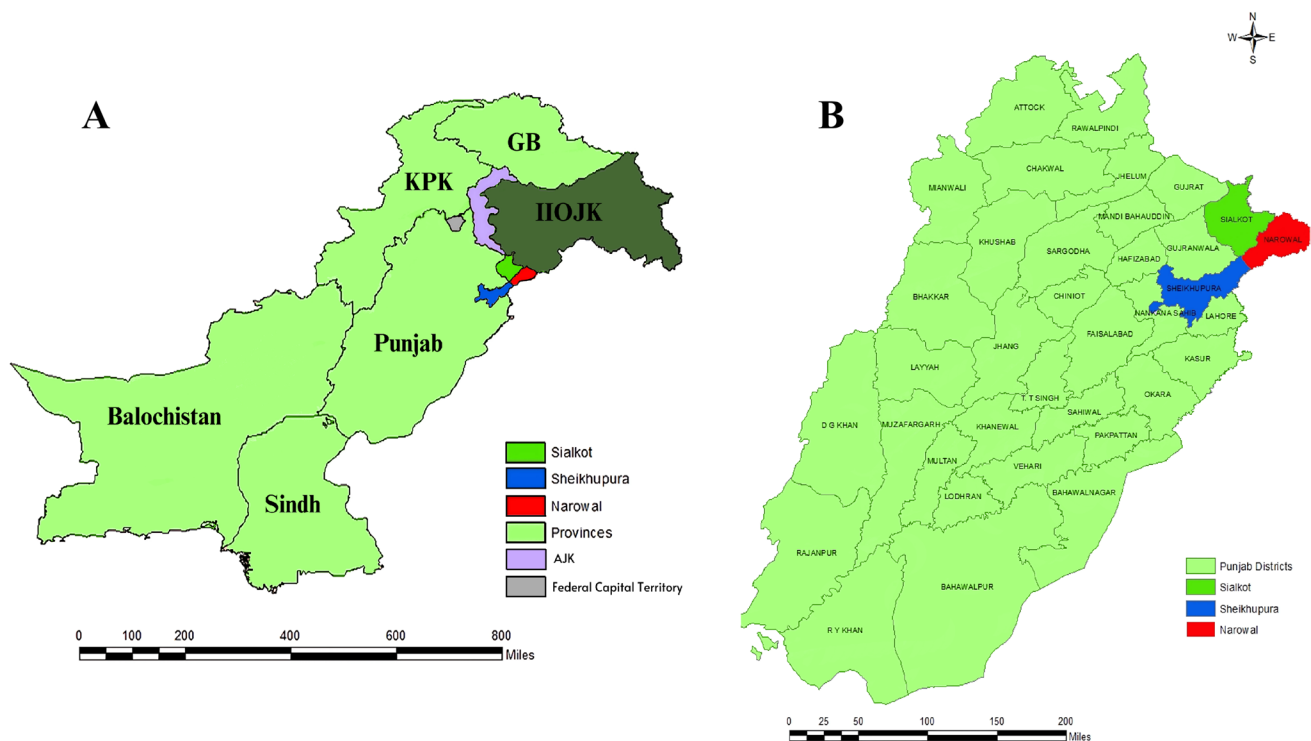 A
GB
KPK
IIOJK
Punjab
Balochistan
Sindh
Sialkot
Sheikhupura
Narowal
Provinces
AJK
Federal Capital Territory
0 100 200 400 600 800
Miles
N
W E
S
B
ATTOCK
RAWALPINDI
CHAKWAL
JHELUM
MIANWALI
GUJRAT
MANDI BAHAUDDIN
SIALKOT
KHUSHAB
NAROWAL
SARGODHA
GUJRANWALA
HAFIZABAD
SHEIKHUPURA
BHAKKAR
CHINIOT
NANKANA SAHIB
LAHORE
FAISALABAD
JHANG
KASUR
LAYYAH
OKARA
T. T SINGH
SAHIWAL
D G KHAN
MUZAFARGARH
KHANEWAL
PAKPATTAN
MULTAN
VEHARI
LODHRAN
BAHAWALNAGAR
RAJANPUR
BAHAWALPUR
R Y KHAN
Punjab Districts
Sialkot
Sheikhupura
Narowal
0 25 50 100 150 200
Miles